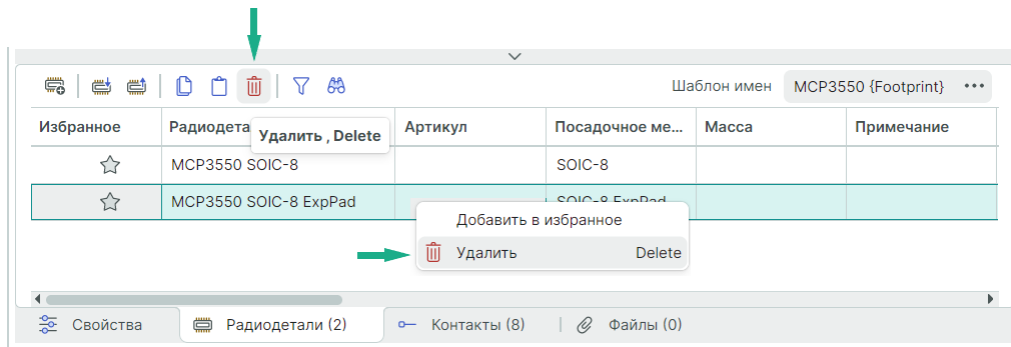 Шаблон имен MCP3550 {Footprint} •••
Избранное Радиодета Артикул Посадочное ме... Масса Примечание
Удалить , Delete
MCP3550 SOIC-8 SOIC-8
MCP3550 SOIC-8 ExpPad SOIC-8 ExpPad
Добавить в избранное
Удалить Delete
Свойства Радиодетали (2) Контакты (8) Файлы (0)